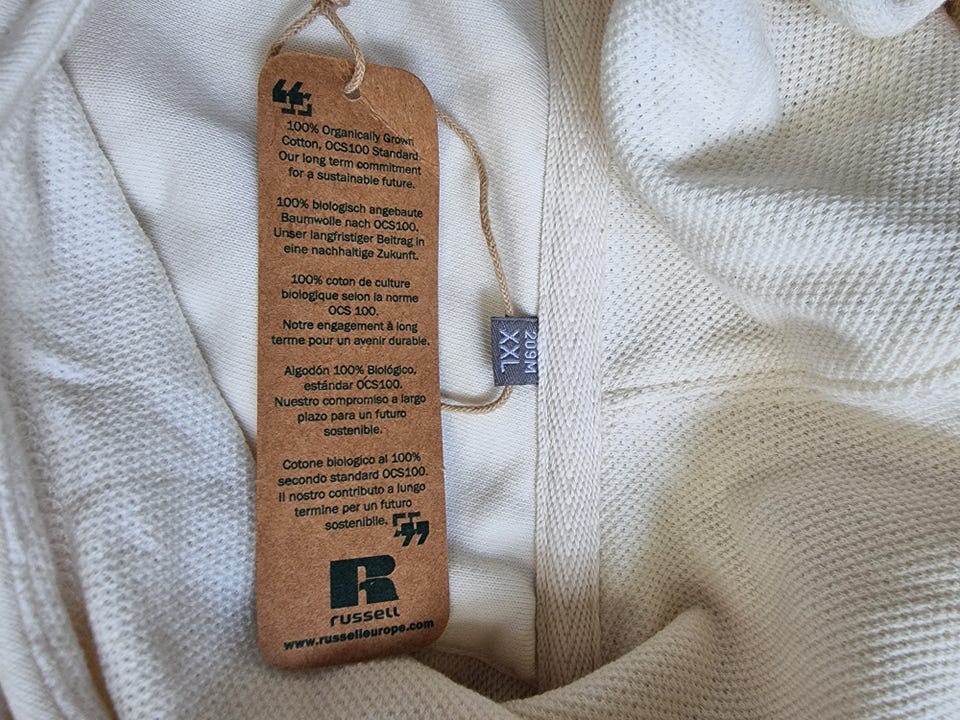 100% Organically Grown
Cotton, OCS100 Standard.
Our long term commitment
for a sustainable future.
100% biologisch angebaute
Baumwolle nach OCS100.
Unser langfristiger Beitrag in
eine nachhaltige Zukunft.
100% coton de culture
biologique selon la norme
OCS 100.
Notre engagement à long
terme pour un avenir durable.
Algodón 100% Biológico,
estándar OCS100.
Nuestro compromiso a largo
plazo para un futuro
sostenible.
Cotone biologico al 100%
secondo standard OCS100.
Il nostro contributo a lungo
termine per un futuro
sostenibile.
R
russell
www.russelleurope.com
209M
XXL